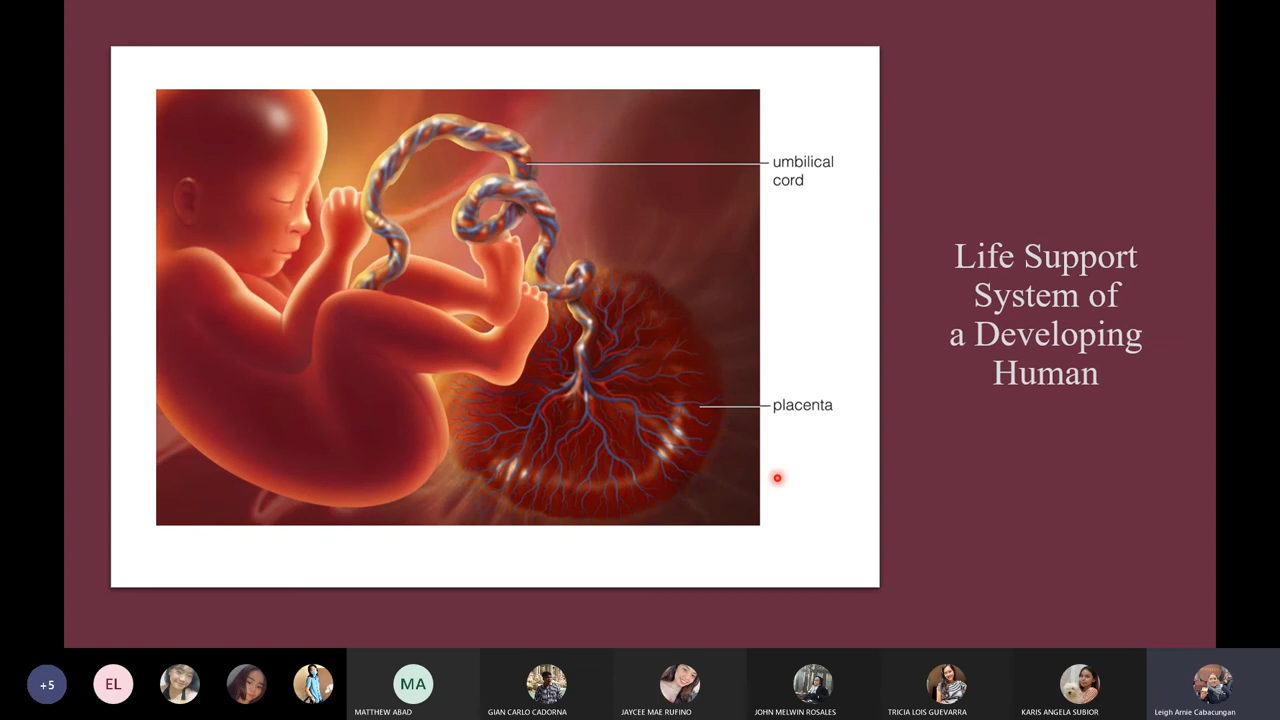 umbilical
cord
Life Support
System of
a Developing
Human
placenta
+5
EL
MA
MATTHEW ABAD
GIAN CARLO CADORNA
JAYCEE MAE RUFINO
JOHN MELWIN ROSALES
TRICIA LOIS GUEVARRA
KARIS ANGELA SUBIOR
Leigh Arnie Cabacungan